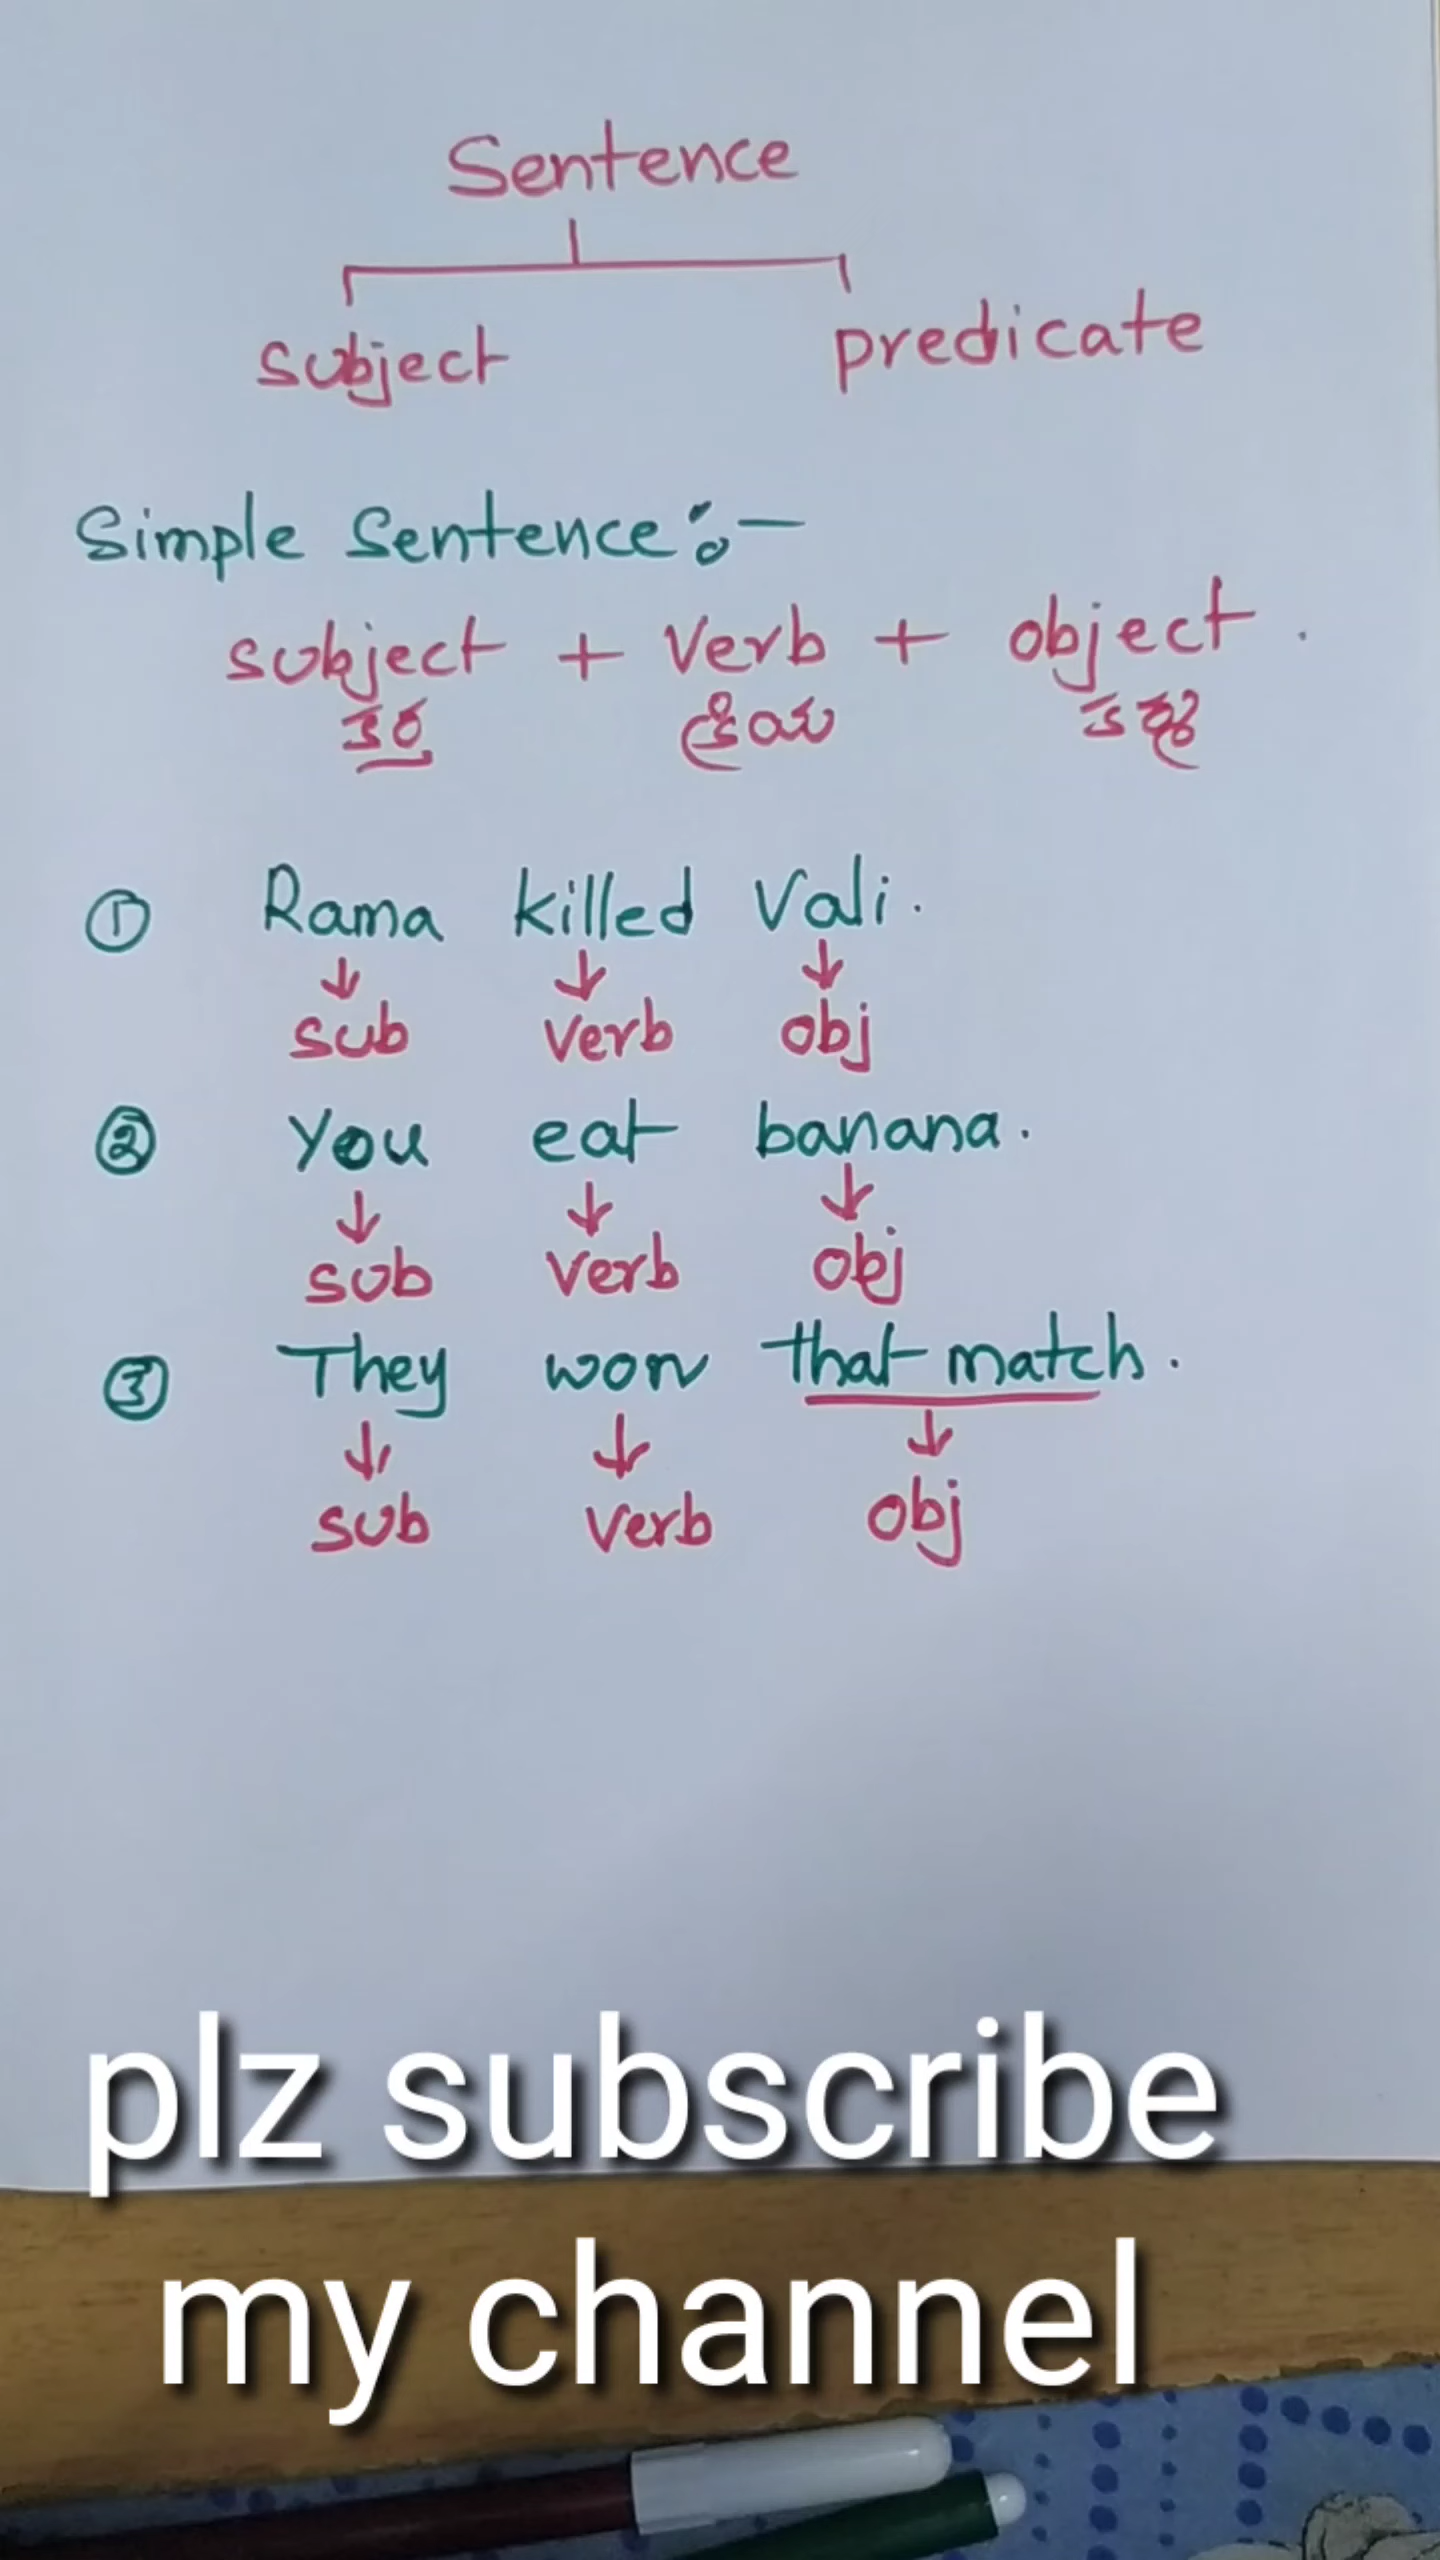 Sentence
subject predicate
Simple Sentence:-
subject + Verb + object.
ಕರ್ತೃ ಕ್ರಿಯಾ ಕರ್ಮ
① Rama killed Vali.
sub verb obj
② You eat banana.
sub verb obj
③ They won that match.
sub verb obj
plz subscribe
my channel